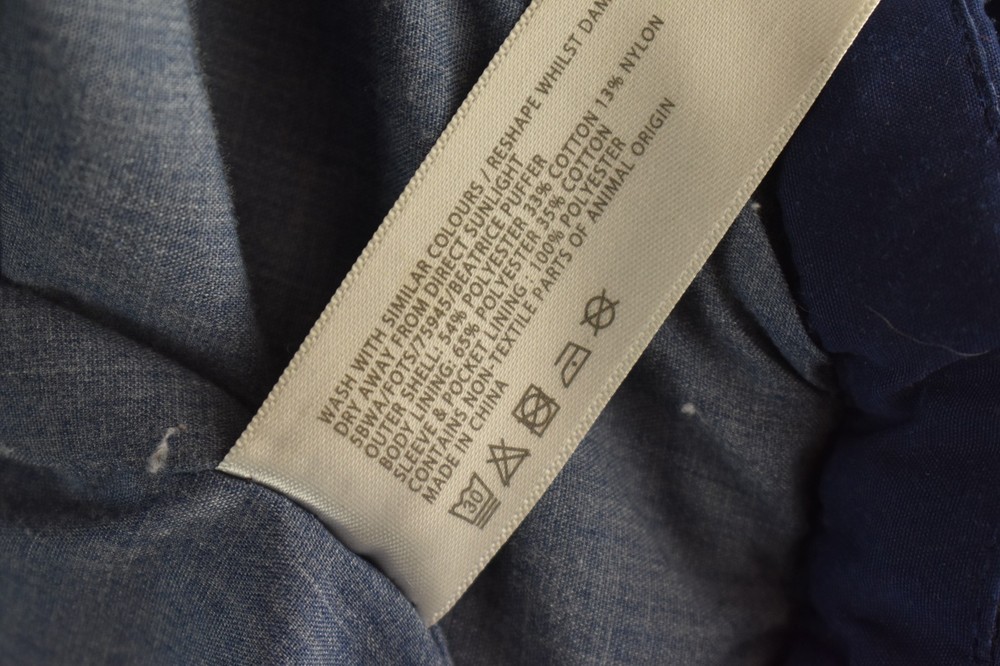 WASH WITH SIMILAR COLOURS / RESHAPE WHILST
DRY AWAY FROM DIRECT SUNLIGHT
SBWA/FOTS/75945/BEATRICE PUFFER
OUTER SHELL: 54% POLYESTER 33% COTTON 13% NYLON
BODY LINING: 65% POLYESTER 35% COTTON
SLEEVE & POCKET LINING: 100% POLYESTER
CONTAINS NON-TEXTILE PARTS OF ANIMAL ORIGIN
MADE IN CHINA
30